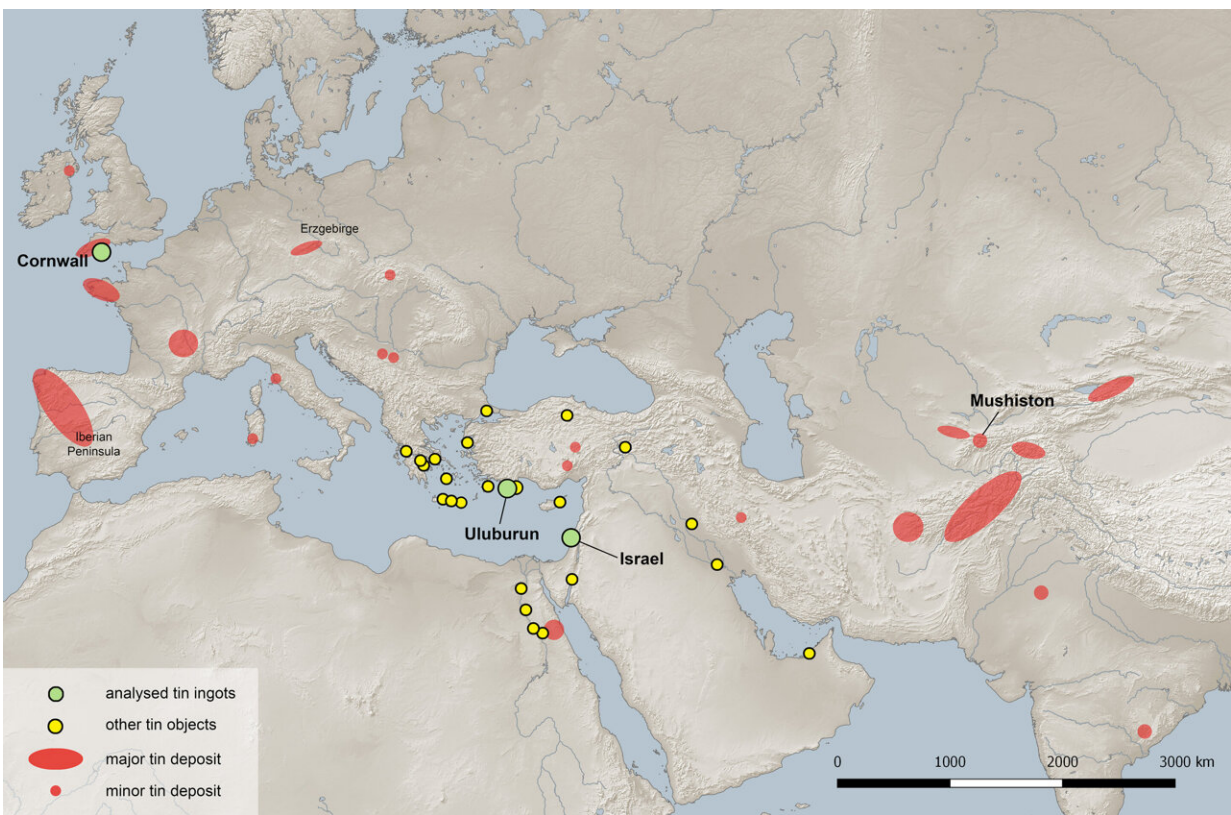 Erzgebirge
Cornwall
Mushiston
Iberian
Peninsula
Uluburun
Israel
analysed tin ingots
other tin objects
major tin deposit
minor tin deposit
0 1000 2000 3000 km